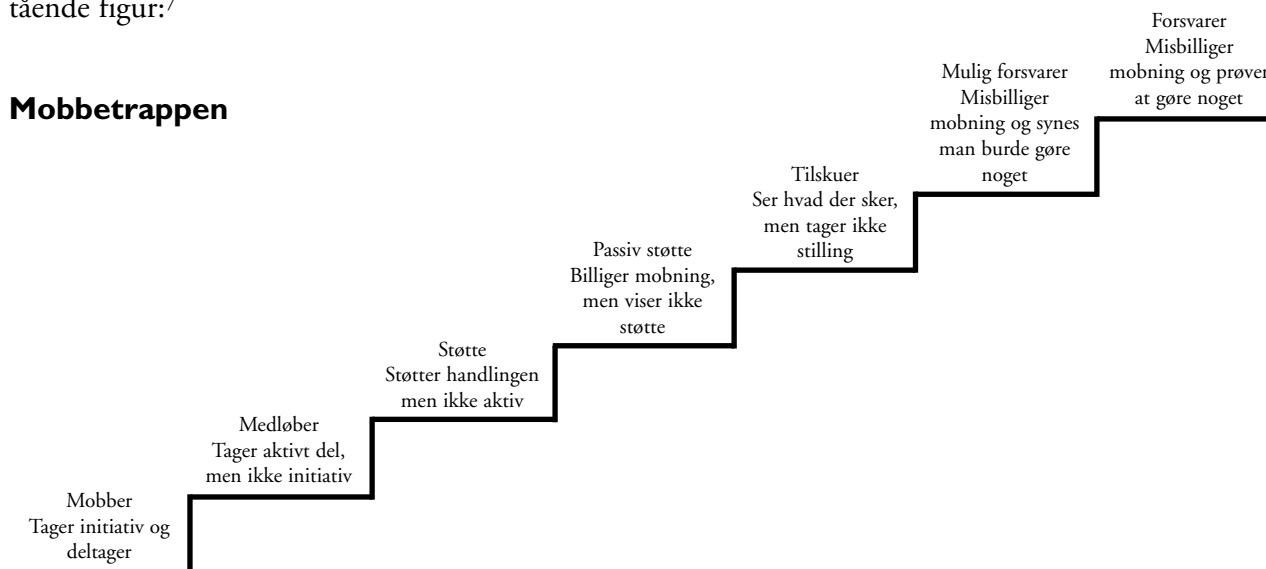 tående figur:7
Mobbetrappen
Forsvarer
Misbilliger
mobning og prøver
at gøre noget
Mulig forsvarer
Misbilliger
mobning og synes
man burde gøre
noget
Tilskuer
Ser hvad der sker,
men tager ikke
stilling
Passiv støtte
Billiger mobning,
men viser ikke
støtte
Støtte
Støtter handlingen
men ikke aktiv
Medløber
Tager aktivt del,
men ikke initiativ
Mobber
Tager initiativ og
deltager